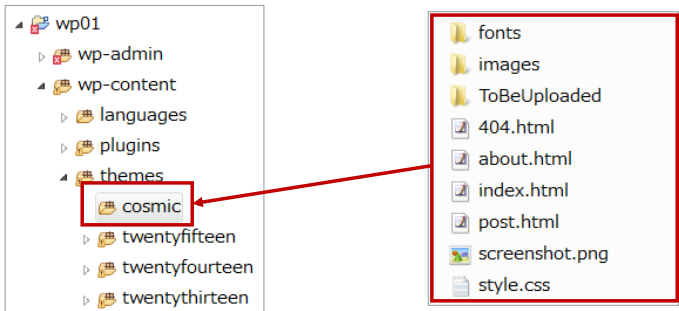 wp01
wp-admin
wp-content
languages
plugins
themes
cosmic
twentyfifteen
twentyfourteen
twentythirteen
fonts
images
ToBeUploaded
404.html
about.html
index.html
post.html
screenshot.png
style.css